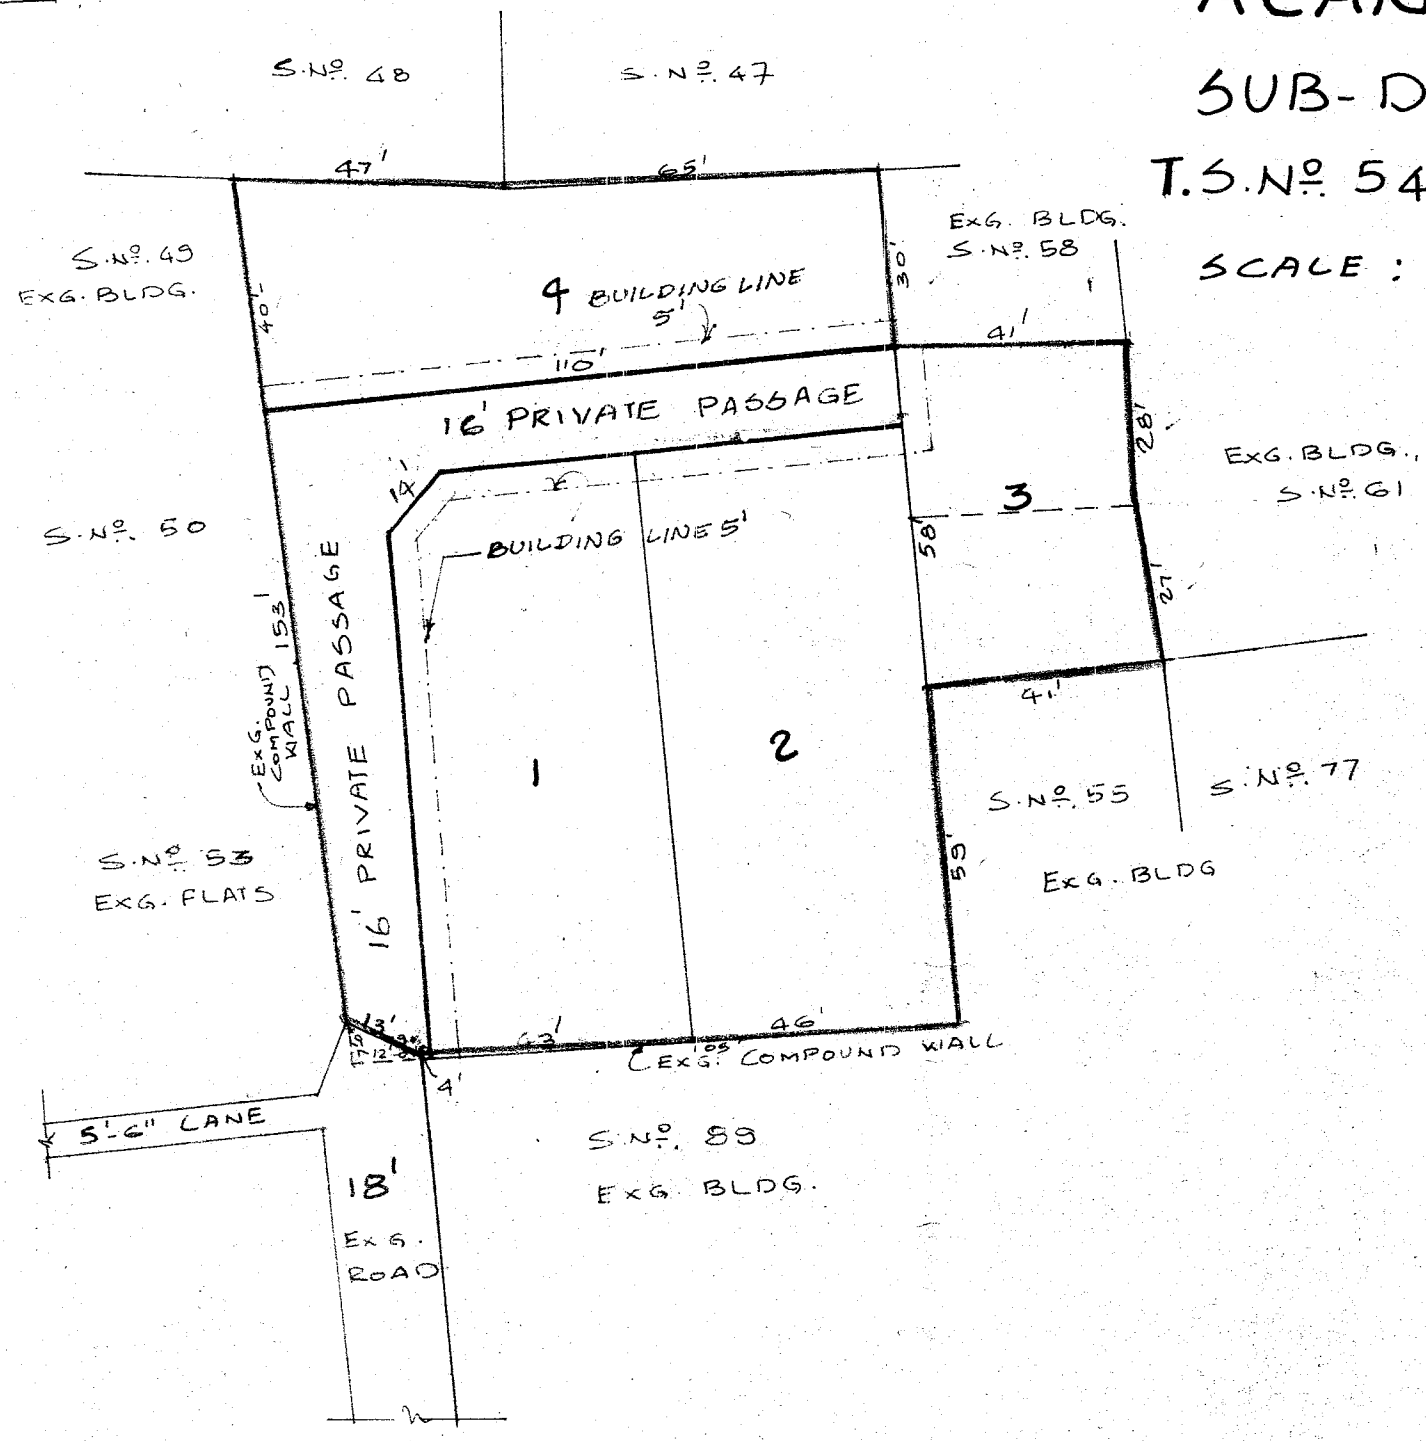 SUB-D
T.S.Nº 54
SCALE :
S.Nº. 48
S.Nº. 47
47'
65'
S.Nº. 49
EXG. BLDG.
40'
4 BUILDING LINE
5'
30'
EXG. BLDG.
S.Nº. 58
110'
41'
16' PRIVATE PASSAGE
28'
EXG. BLDG.,
S.Nº. 61
14'
3
S.Nº. 50
BUILDING LINE 5'
58'
27'
16' PRIVATE PASSAGE
153'
EXG.
COMPOUND
WALL
41'
1
2
S.Nº. 55
S.Nº. 77
EXG. BLDG
59'
S.Nº 53
EXG. FLATS
13'
46'
EXG. COMPOUND WALL
4'
5'-6" LANE
S.Nº. 89
EXG. BLDG.
18'
EXG.
ROAD